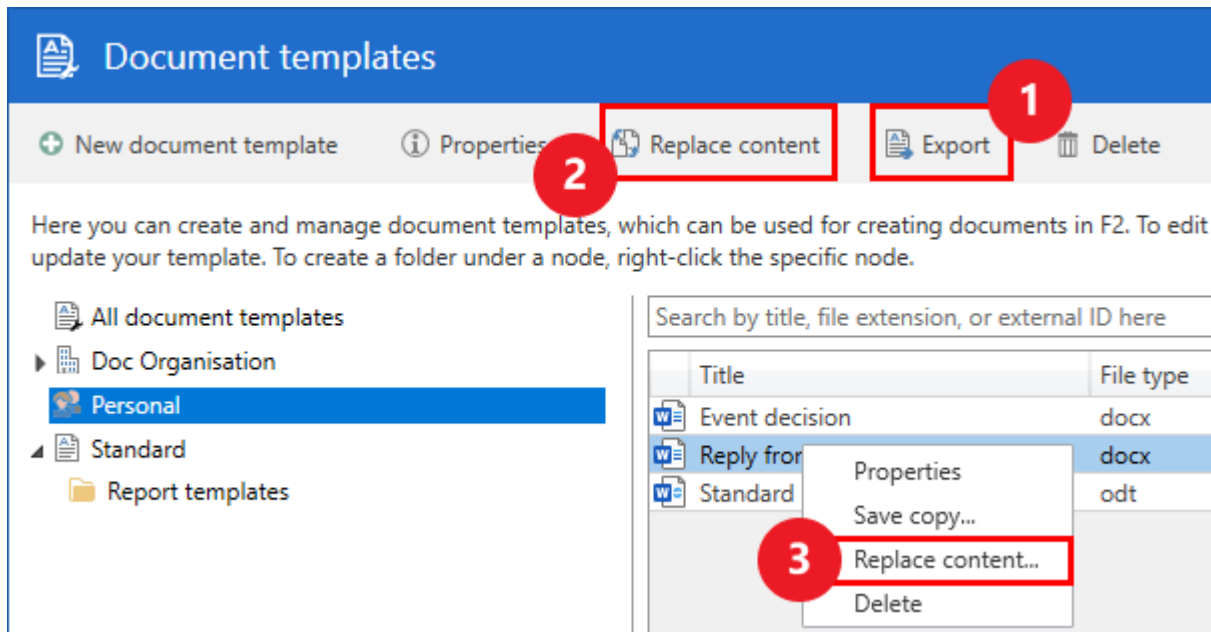 Document templates
1
New document template Properties Replace content Export Delete
2
Here you can create and manage document templates, which can be used for creating documents in F2. To edit
update your template. To create a folder under a node, right-click the specific node.
All document templates
Doc Organisation
Personal
Standard
Report templates
Search by title, file extension, or external ID here
Title File type
Event decision docx
Reply from docx
Standard odt
Properties
Save copy...
3 Replace content...
Delete